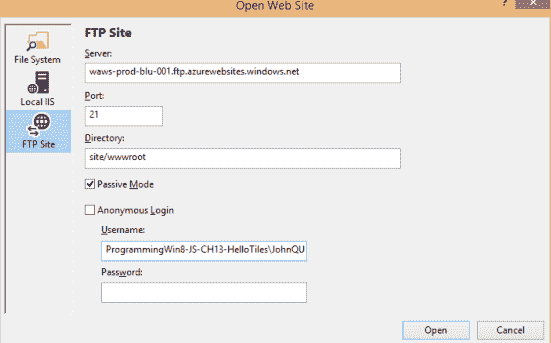 Open Web Site
?
File System
Local IIS
FTP Site
FTP Site
Server:
waws-prod-blu-001.ftp.azurewebsites.windows.net
Port:
21
Directory:
site/wwwroot
Passive Mode
Anonymous Login
Username:
ProgrammingWin8-JS-CH13-HelloTiles\JohnQU
Password:
Open
Cancel